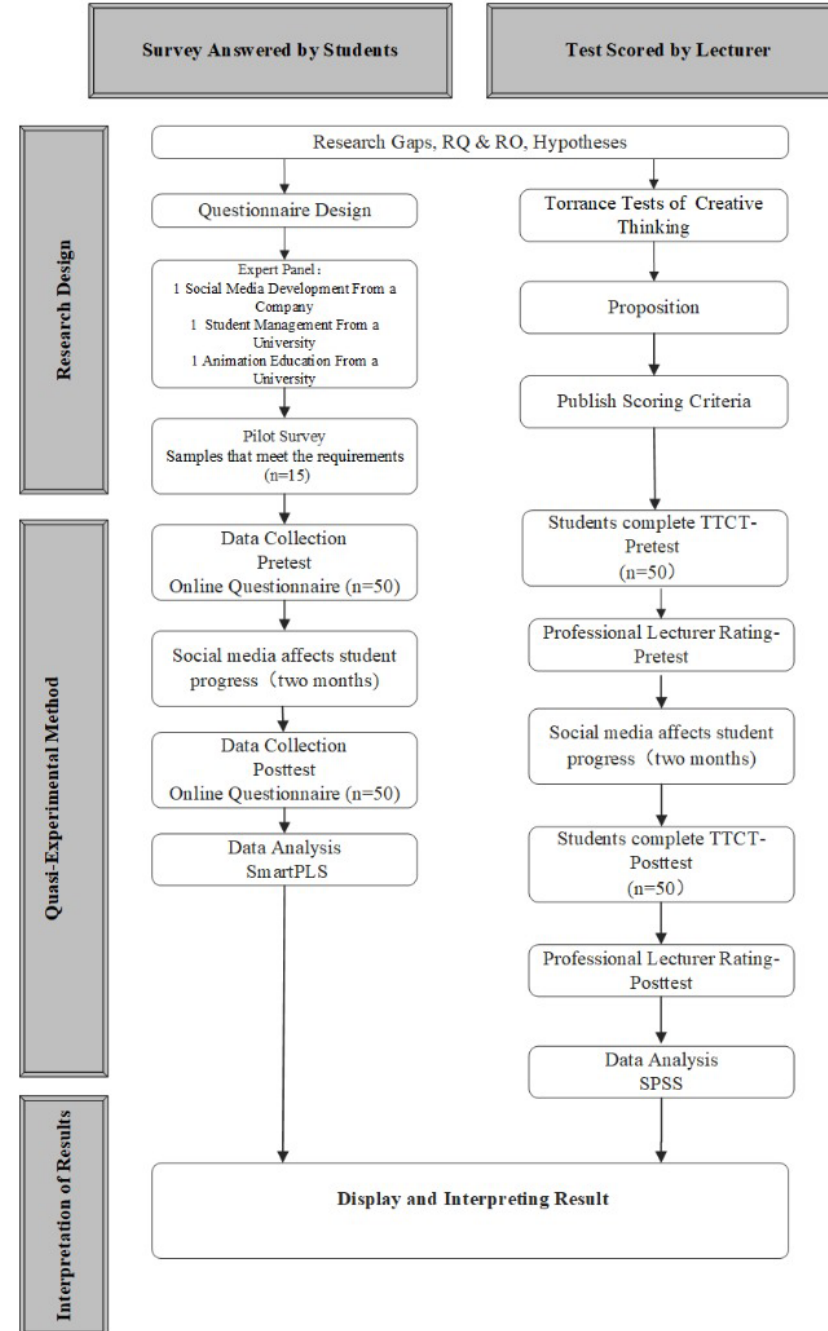 Survey Answered by Students
Test Scored by Lecturer
Research Design
Research Gaps, RQ & RO, Hypotheses
Questionnaire Design
Expert Panel：
1 Social Media Development From a
Company
1 Student Management From a
University
1 Animation Education From a
University
Pilot Survey
Samples that meet the requirements
(n=15)
Torrance Tests of Creative
Thinking
Proposition
Publish Scoring Criteria
Quasi-Experimental Method
Data Collection
Pretest
Online Questionnaire (n=50)
Social media affects student
progress（two months)
Data Collection
Posttest
Online Questionnaire (n=50)
Data Analysis
SmartPLS
Students complete TTCT-
Pretest
(n=50）
Professional Lecturer Rating-
Pretest
Social media affects student
progress（two months)
Students complete TTCT-
Posttest
(n=50）
Professional Lecturer Rating-
Posttest
Data Analysis
SPSS
Interpretation of Results
Display and Interpreting Result